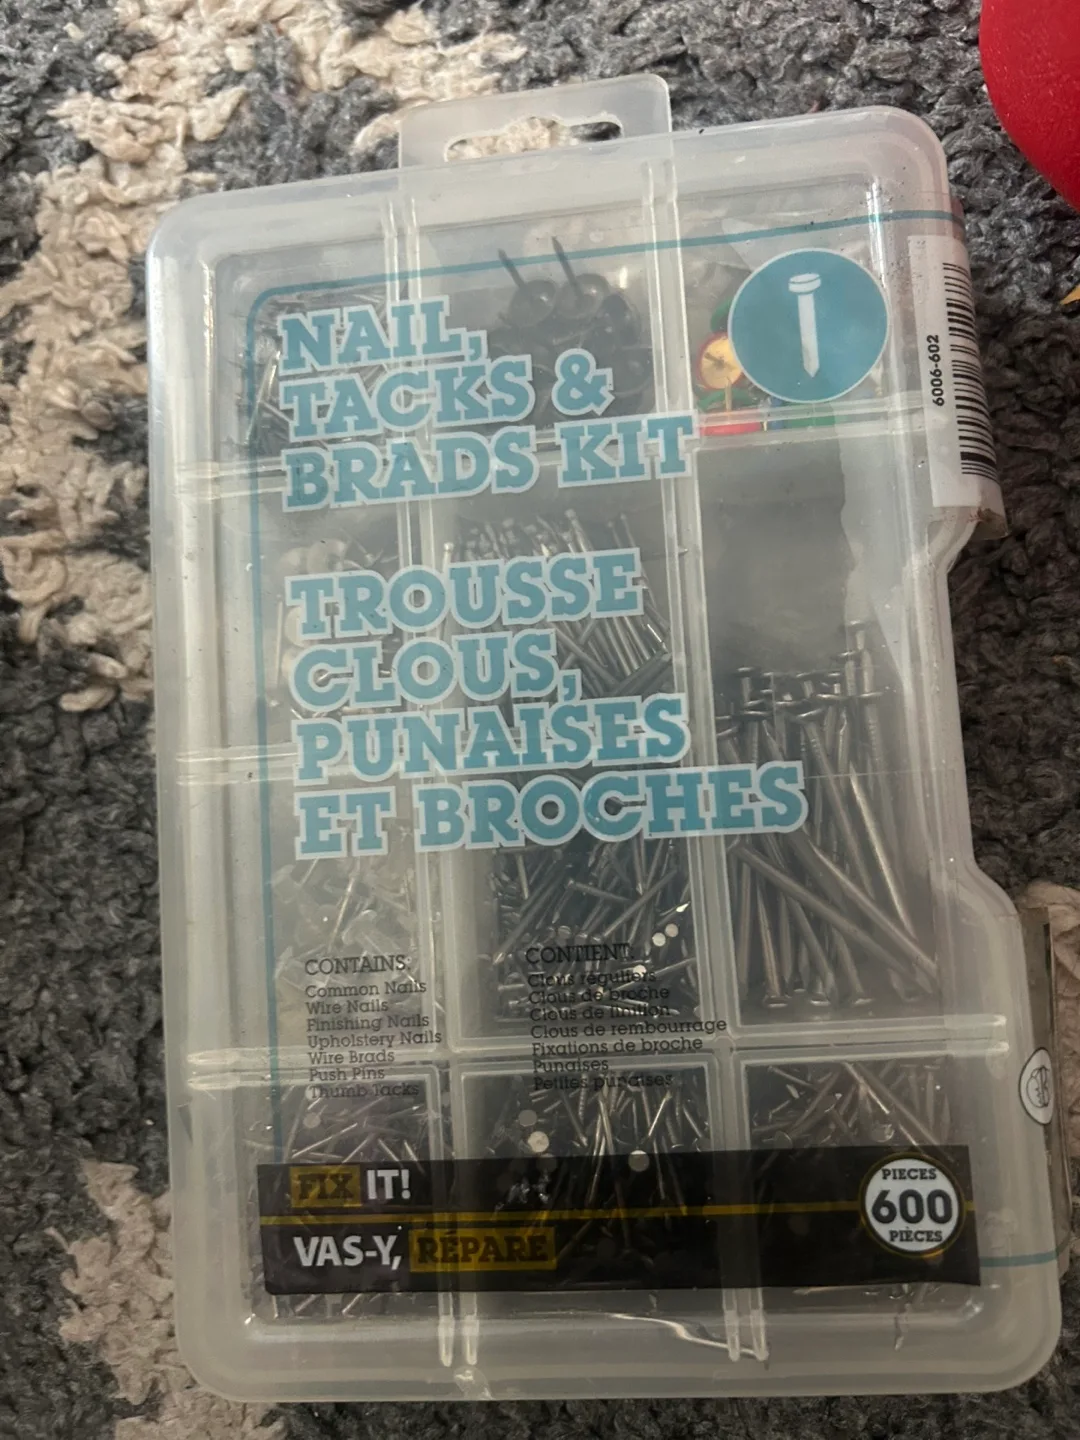 NAIL,
TACKS &
BRADS KIT
TROUSSE
CLOUS,
PUNAISES
ET BROCHES
6006-602
CONTAINS:
Common Nails
Wire Nails
Finishing Nails
Upholstery Nails
Wire Brads
Push Pins
Thumb Tacks
CONTIENT:
Clous réguliers
Clous de broche
Clous de finition
Clous de rembourrage
Fixations de broche
Punaises
Petites punaises
FIX IT!
VAS-Y, RÉPARE
PIECES
600
PIÈCES